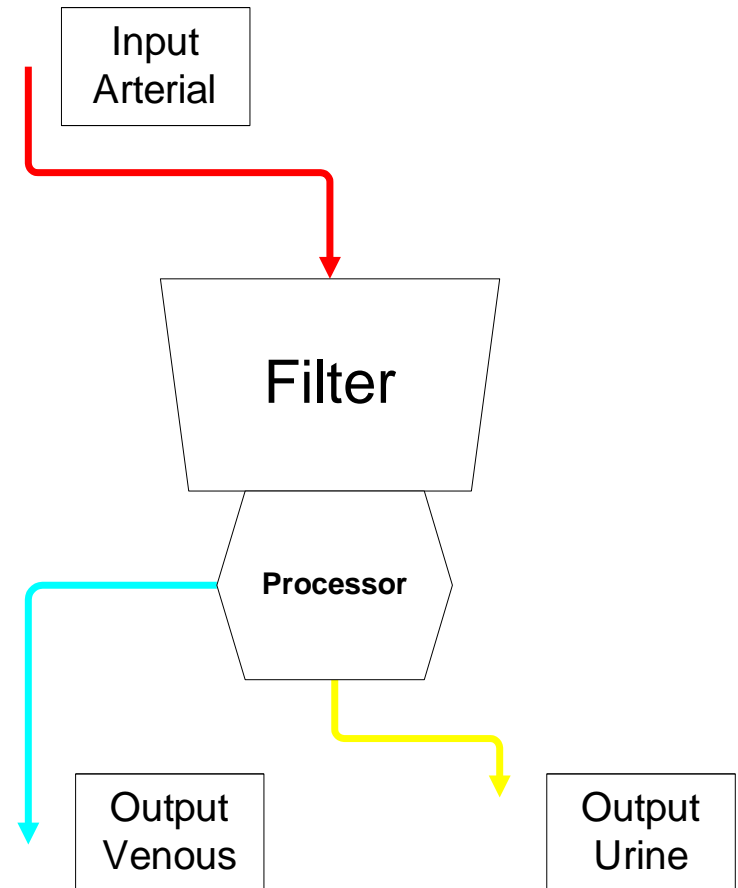 Input
Arterial
Filter
Processor
Output
Venous
Output
Urine